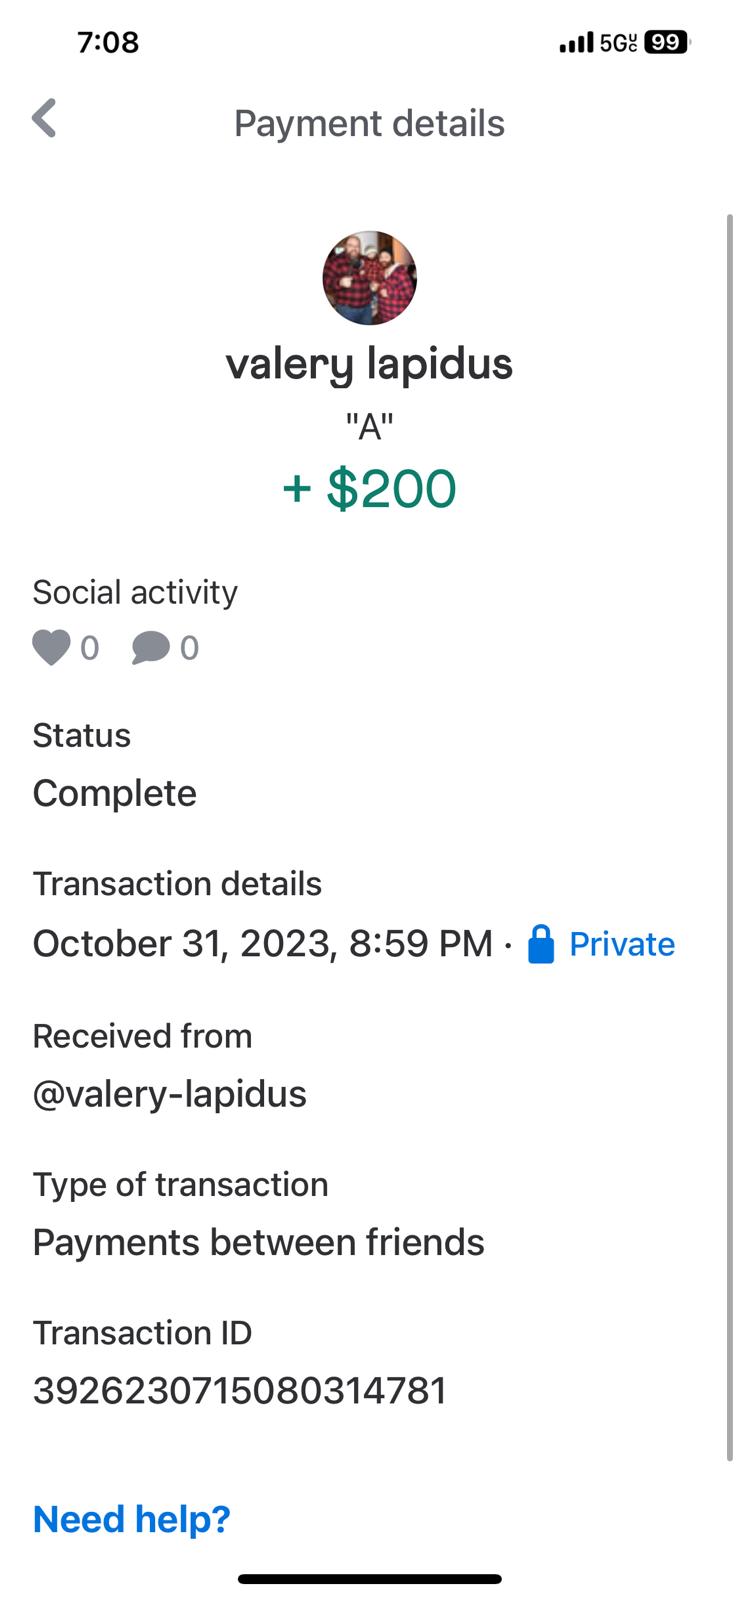 7:08
5GUC 99
Payment details
valery lapidus
"A"
+ $200
Social activity
0 0
Status
Complete
Transaction details
October 31, 2023, 8:59 PM · Private
Received from
@valery-lapidus
Type of transaction
Payments between friends
Transaction ID
3926230715080314781
Need help?